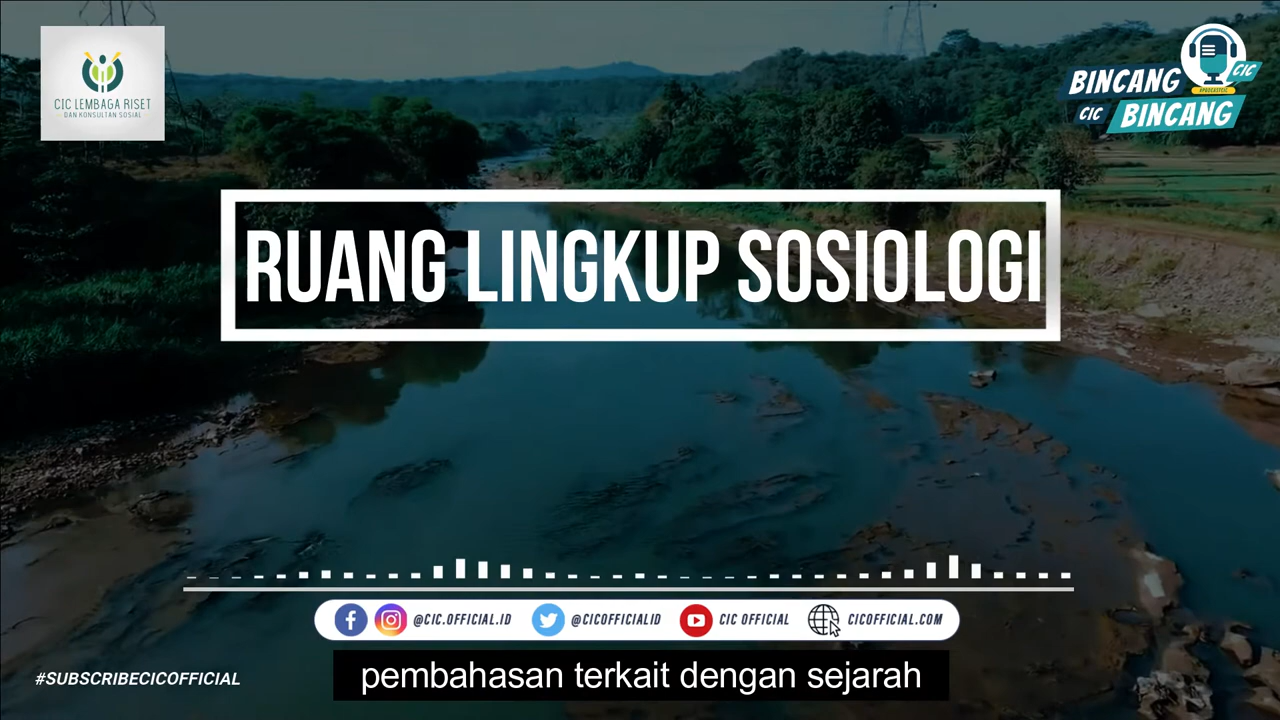 CIC LEMBAGA RISET
DAN KONSULTAN SOSIAL
BINCANG
CIC
#PODCASTCIC
CIC
BINCANG
RUANG LINGKUP SOSIOLOGI
@CIC.OFFICIAL.ID
@CICOFFICIALID
CIC OFFICIAL
CICOFFICIAL.COM
#SUBSCRIBECICOFFICIAL
pembahasan terkait dengan sejarah